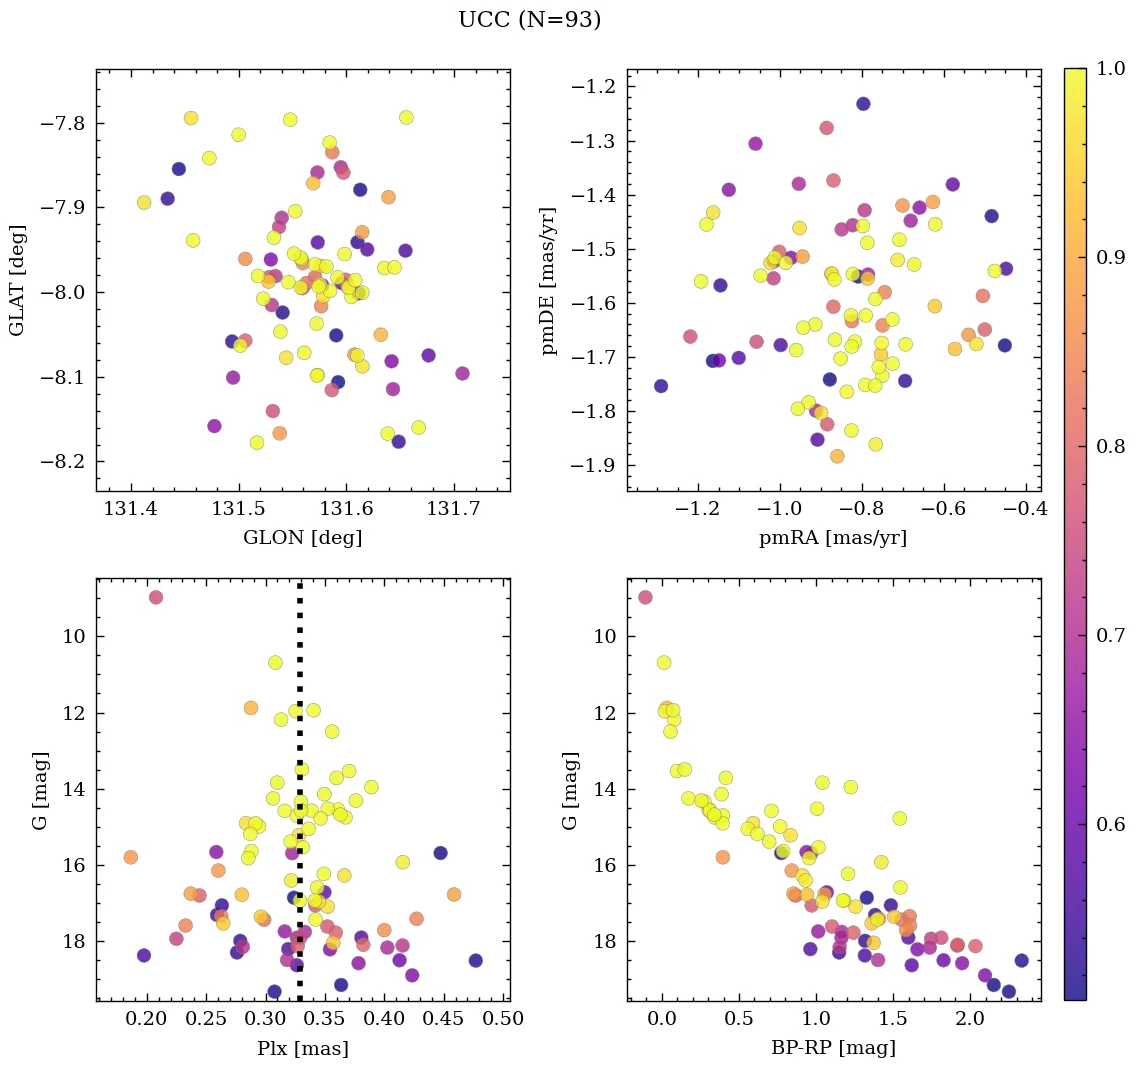 UCC (N=93)
−7.8
−7.9
−8.0
−8.1
−8.2
GLAT [deg]
131.4 131.5 131.6 131.7
GLON [deg]
−1.2
−1.3
−1.4
−1.5
−1.6
−1.7
−1.8
−1.9
pmDE [mas/yr]
−1.2 −1.0 −0.8 −0.6 −0.4
pmRA [mas/yr]
10
12
14
16
18
G [mag]
0.20 0.25 0.30 0.35 0.40 0.45 0.50
Plx [mas]
10
12
14
16
18
G [mag]
0.0 0.5 1.0 1.5 2.0
BP-RP [mag]
1.0
0.9
0.8
0.7
0.6